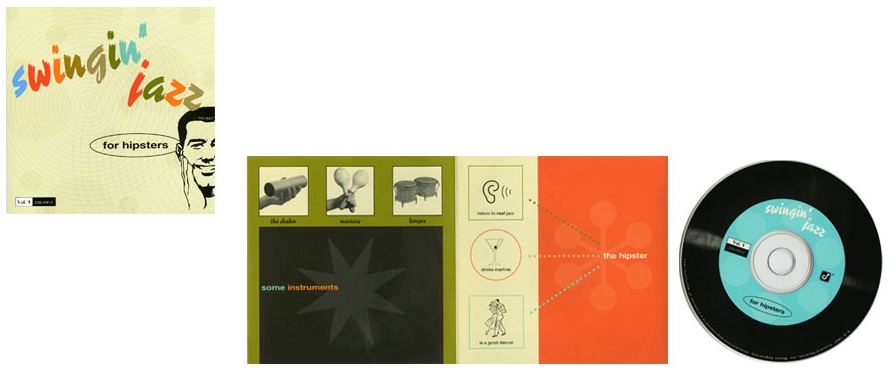 swingin'
jazz
for hipsters
Vol. 1
the shaker
maracas
bongos
some instruments
listens to real jazz
drinks martinis
is a good dancer
the hipster
swingin'
jazz
Vol. 1
for hipsters